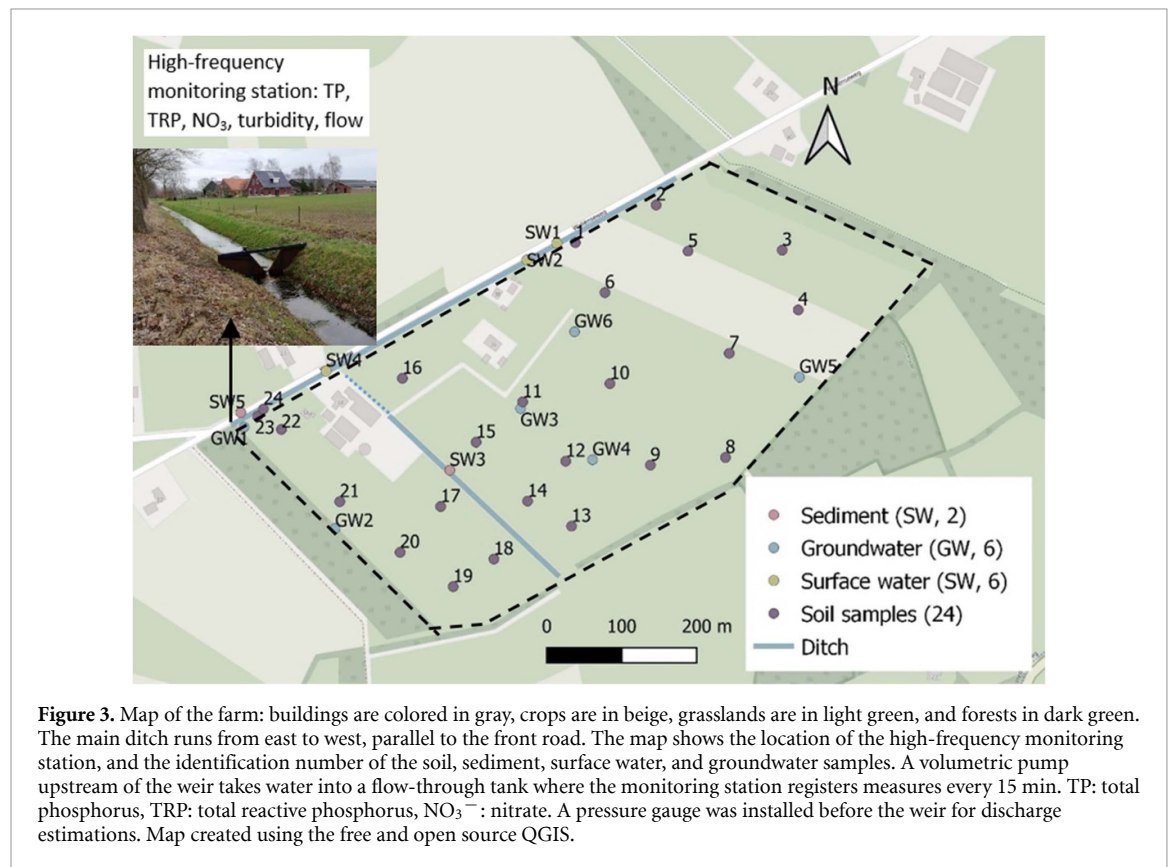 High-frequency
monitoring station: TP,
TRP, NO₃, turbidity, flow
N
2
SW1
1
SW2
5
3
6
4
GW6
7
SW4
GW5
16
10
11
GW3
SW5
24
GW1
23
22
15
12
GW4
9
8
SW3
21
17
14
GW2
13
20
18
19
0 100 200 m
Sediment (SW, 2)
Groundwater (GW, 6)
Surface water (SW, 6)
Soil samples (24)
Ditch
Figure 3. Map of the farm: buildings are colored in gray, crops are in beige, grasslands are in light green, and forests in dark green.
The main ditch runs from east to west, parallel to the front road. The map shows the location of the high-frequency monitoring
station, and the identification number of the soil, sediment, surface water, and groundwater samples. A volumetric pump
upstream of the weir takes water into a flow-through tank where the monitoring station registers measures every 15 min. TP: total
phosphorus, TRP: total reactive phosphorus, NO₃⁻: nitrate. A pressure gauge was installed before the weir for discharge
estimations. Map created using the free and open source QGIS.